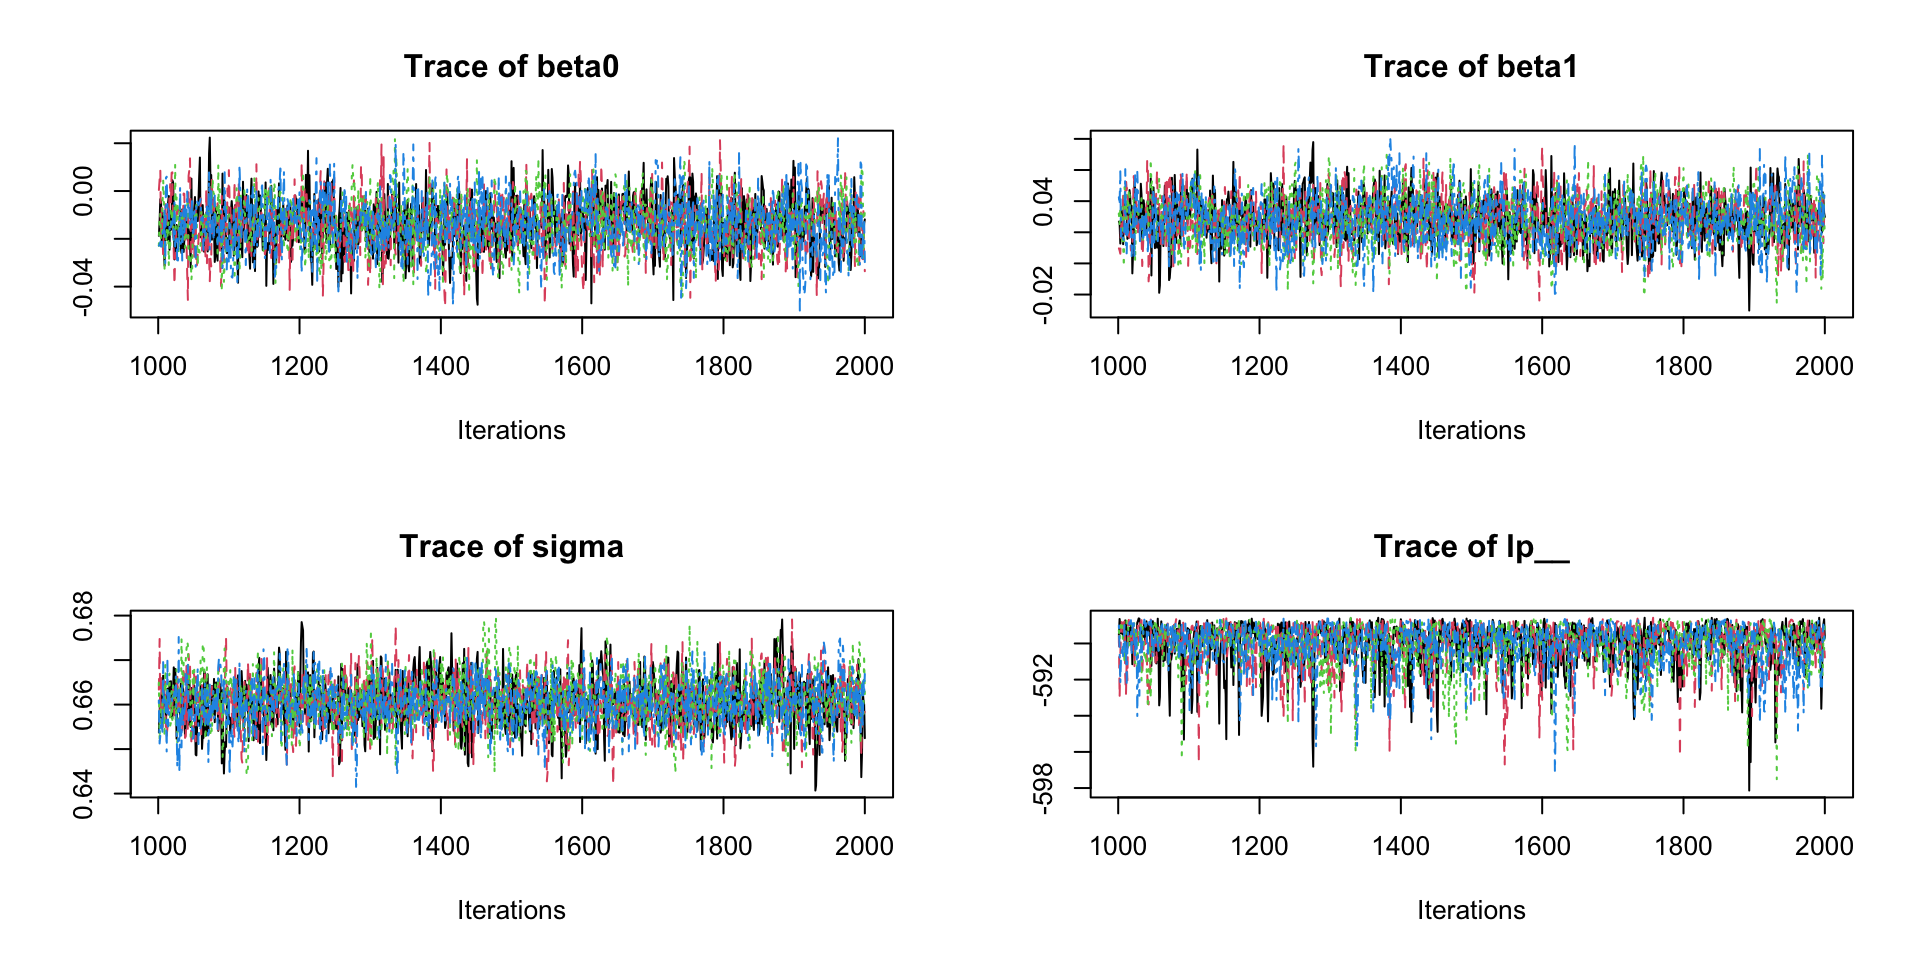 Trace of beta0
0.00
-0.04
1000 1200 1400 1600 1800 2000
Iterations
Trace of beta1
0.04
-0.02
1000 1200 1400 1600 1800 2000
Iterations
Trace of sigma
0.68
0.66
0.64
1000 1200 1400 1600 1800 2000
Iterations
Trace of lp__
-592
-598
1000 1200 1400 1600 1800 2000
Iterations